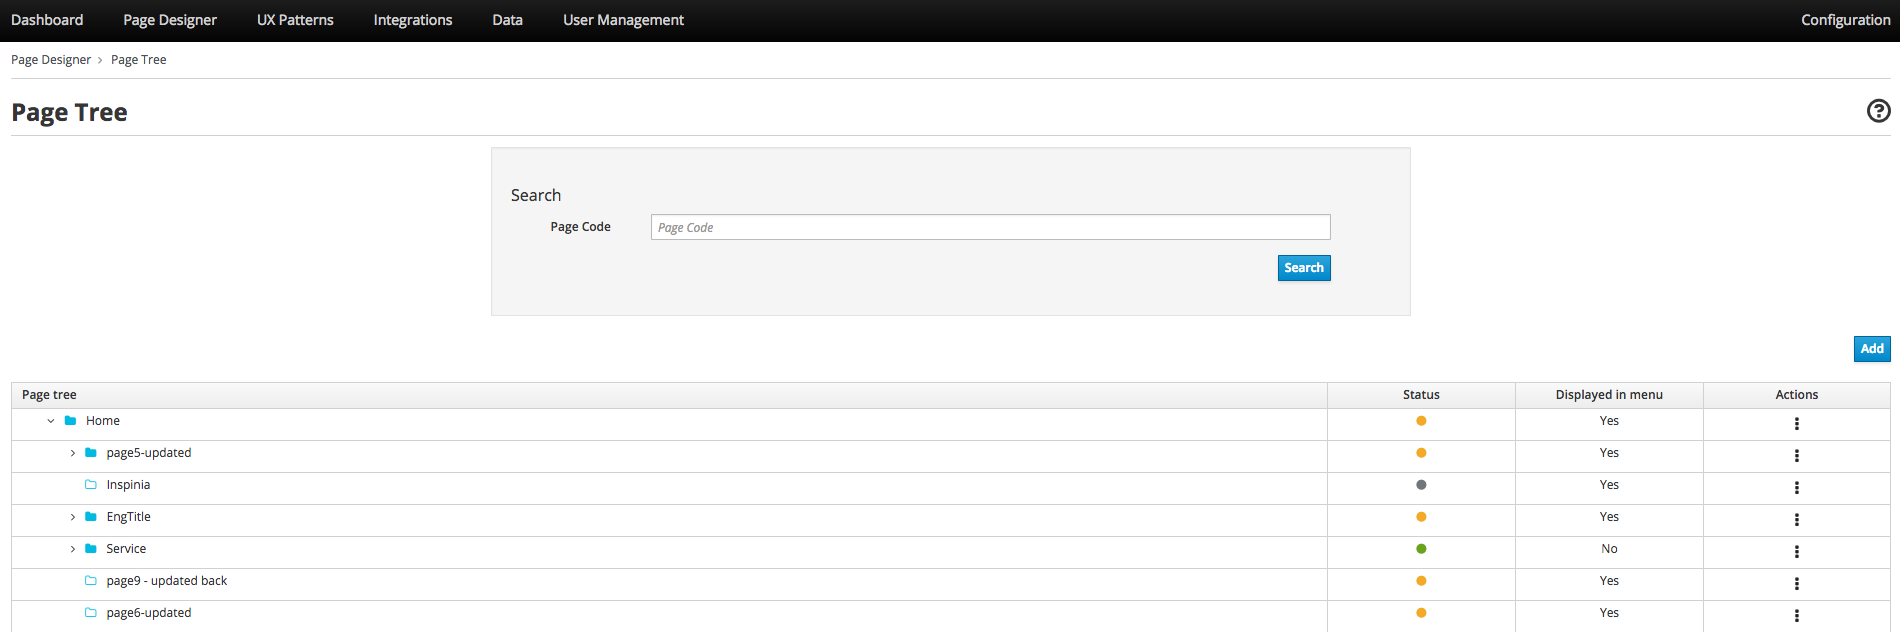 Dashboard Page Designer UX Patterns Integrations Data User Management Configuration
Page Designer > Page Tree
Page Tree
Search
Page Code Page Code
Search
Add
Page tree Status Displayed in menu Actions
Home Yes
page5-updated Yes
Inspinia Yes
EngTitle Yes
Service No
page9 - updated back Yes
page6-updated Yes